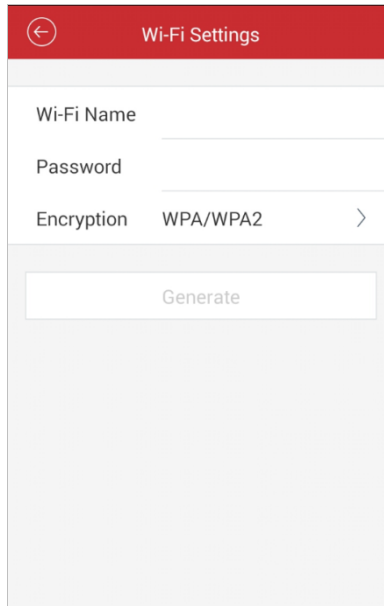 Wi-Fi Settings
Wi-Fi Name
Password
Encryption WPA/WPA2
Generate